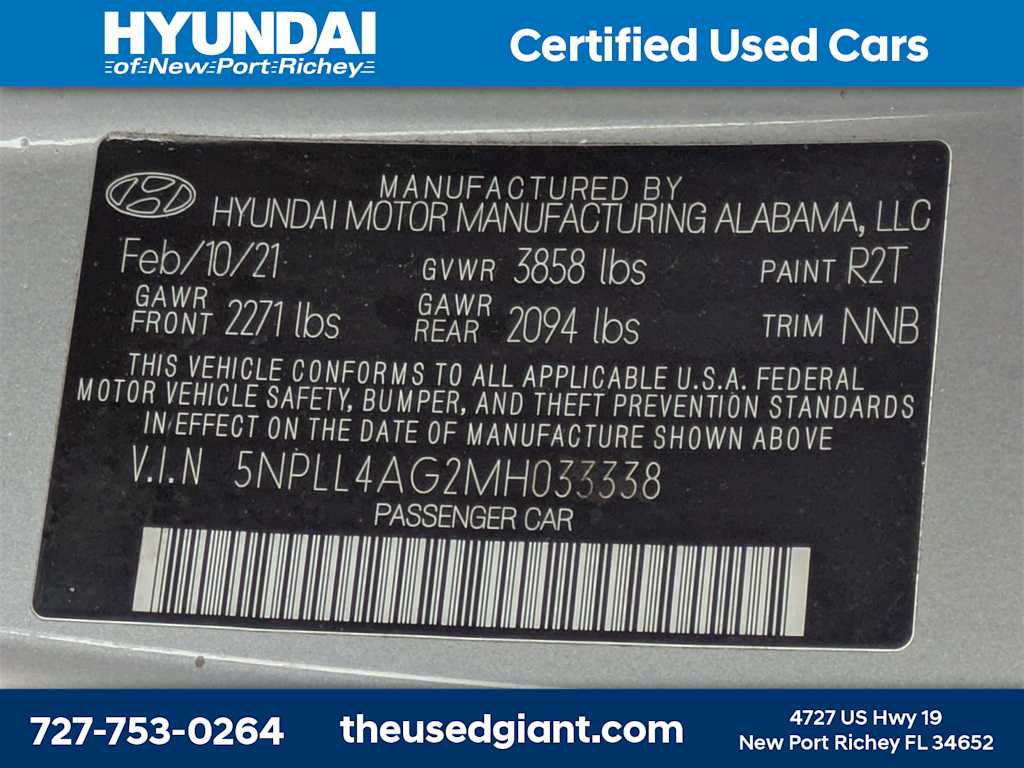 HYUNDAI
of New Port Richey
Certified Used Cars
MANUFACTURED BY
HYUNDAI MOTOR MANUFACTURING ALABAMA, LLC
Feb/10/21 GVWR 3858 lbs PAINT R2T
GAWR FRONT 2271 lbs GAWR REAR 2094 lbs TRIM NNB
THIS VEHICLE CONFORMS TO ALL APPLICABLE U.S.A. FEDERAL
MOTOR VEHICLE SAFETY, BUMPER, AND THEFT PREVENTION STANDARDS
IN EFFECT ON THE DATE OF MANUFACTURE SHOWN ABOVE
V.I.N 5NPLL4AG2MH033338
PASSENGER CAR
727-753-0264
theusedgiant.com
4727 US Hwy 19
New Port Richey FL 34652